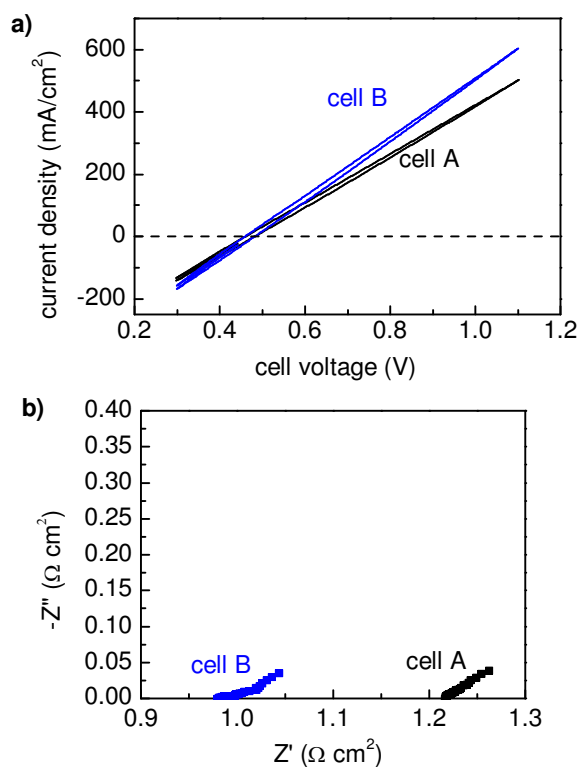 a)
600
400
200
0
-200
current density (mA/cm²)
cell B
cell A
0.2 0.4 0.6 0.8 1.0 1.2
cell voltage (V)
b)
0.40
0.35
0.30
0.25
0.20
0.15
0.10
0.05
0.00
-Z" (Ω cm²)
cell B
cell A
0.9 1.0 1.1 1.2 1.3
Z' (Ω cm²)